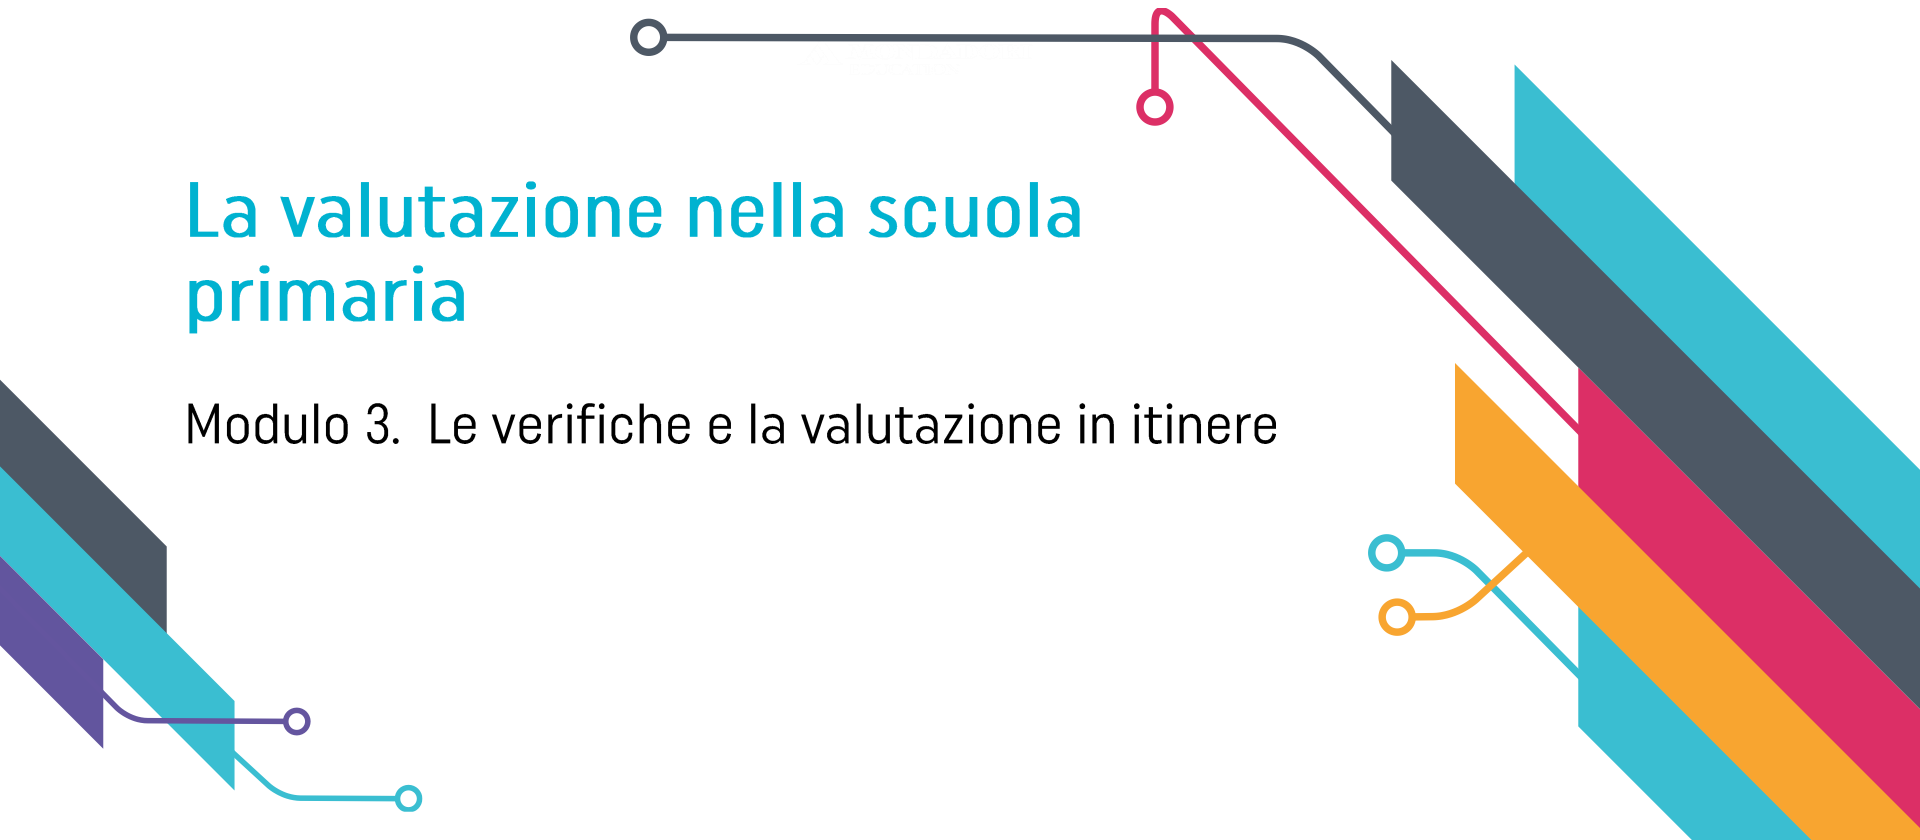 La valutazione nella scuola
primaria
Modulo 3. Le verifiche e la valutazione in itinere